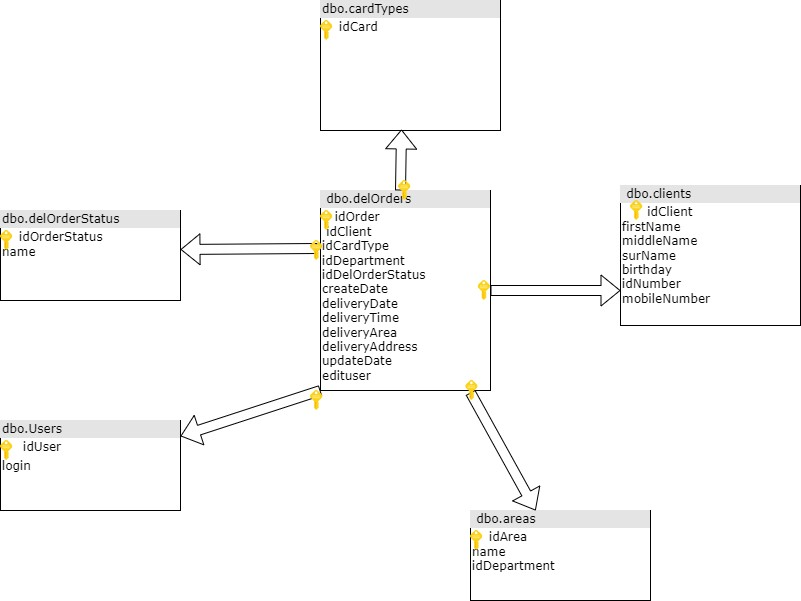 dbo.cardTypes
idCard
dbo.delOrderStatus
idOrderStatus
name
dbo.delOrders
idOrder
idClient
idCardType
idDepartment
idDelOrderStatus
createDate
deliveryDate
deliveryTime
deliveryArea
deliveryAddress
updateDate
edituser
dbo.clients
idClient
firstName
middleName
surName
birthday
idNumber
mobileNumber
dbo.Users
idUser
login
dbo.areas
idArea
name
idDepartment